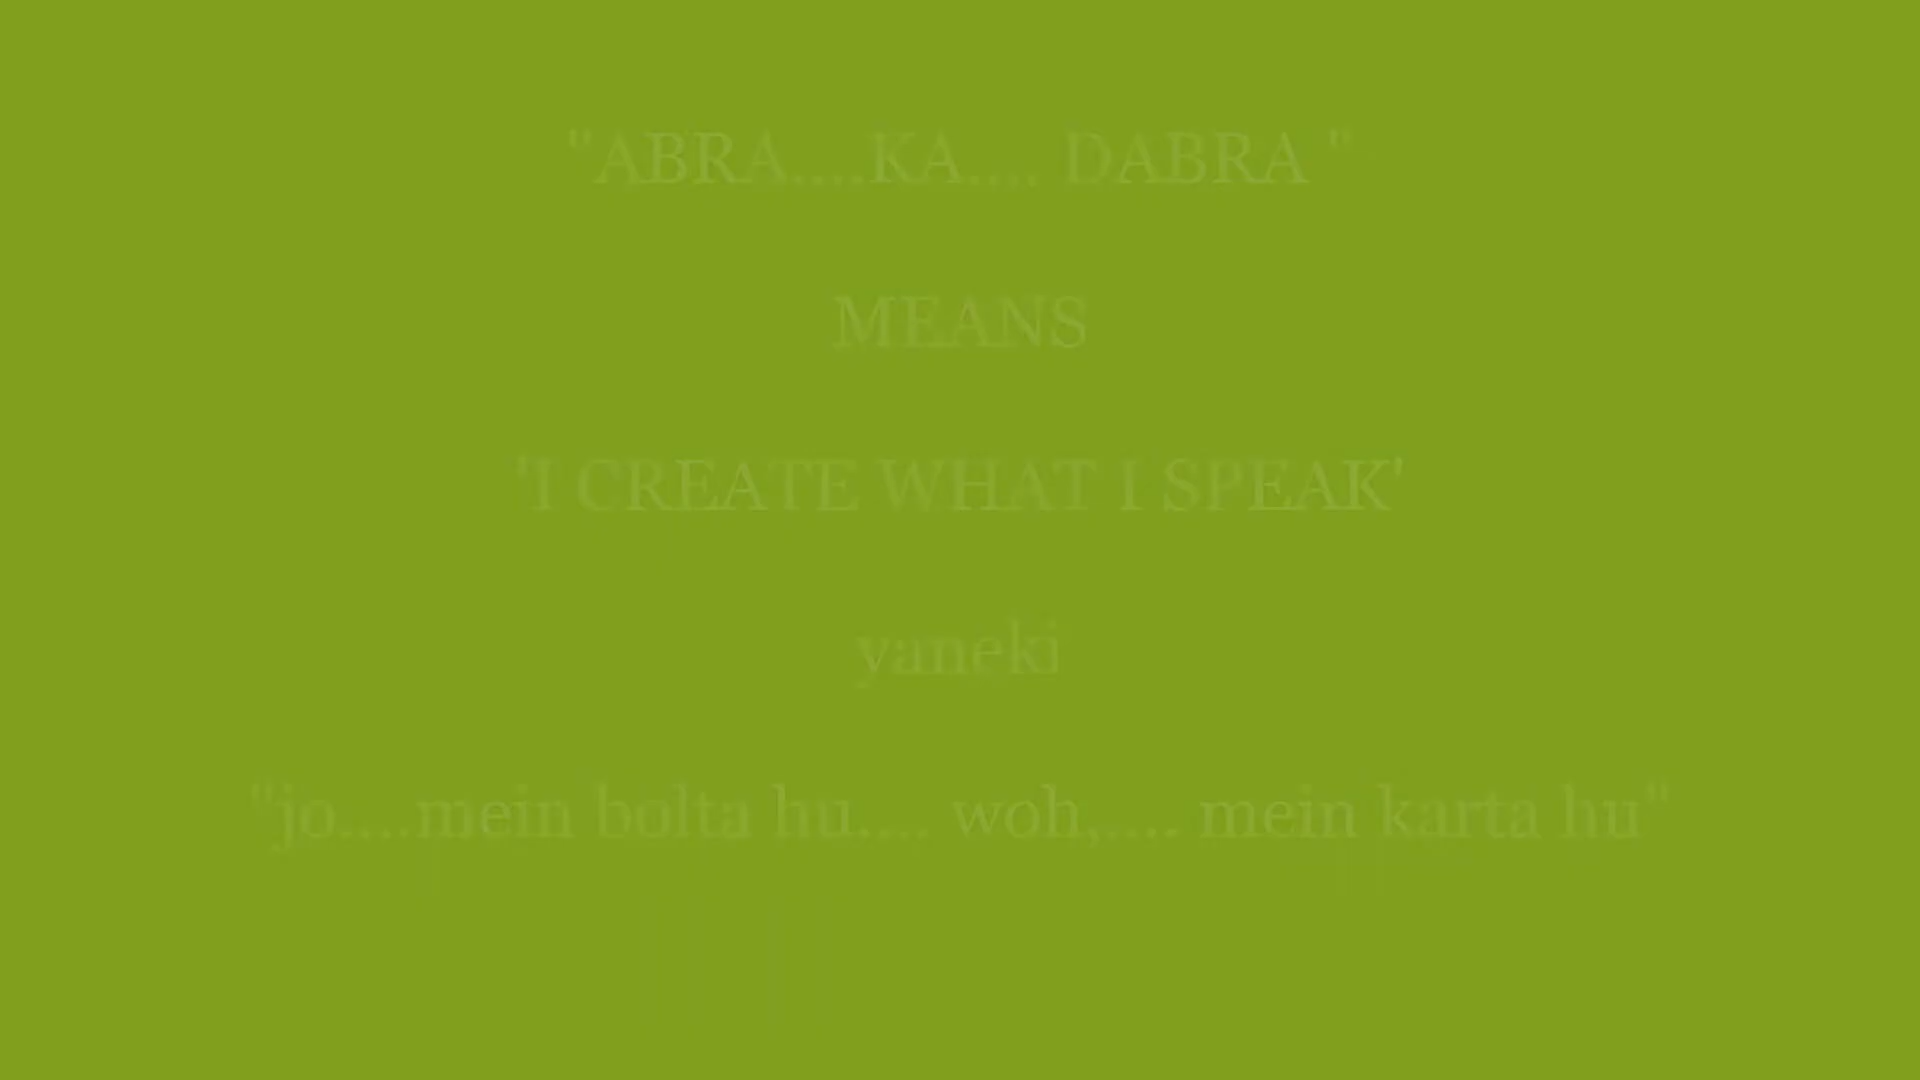 "ABRA....KA.... DABRA "
MEANS
'I CREATE WHAT I SPEAK'
yaneki
"jo....mein bolta hu.... woh,.... mein karta hu"